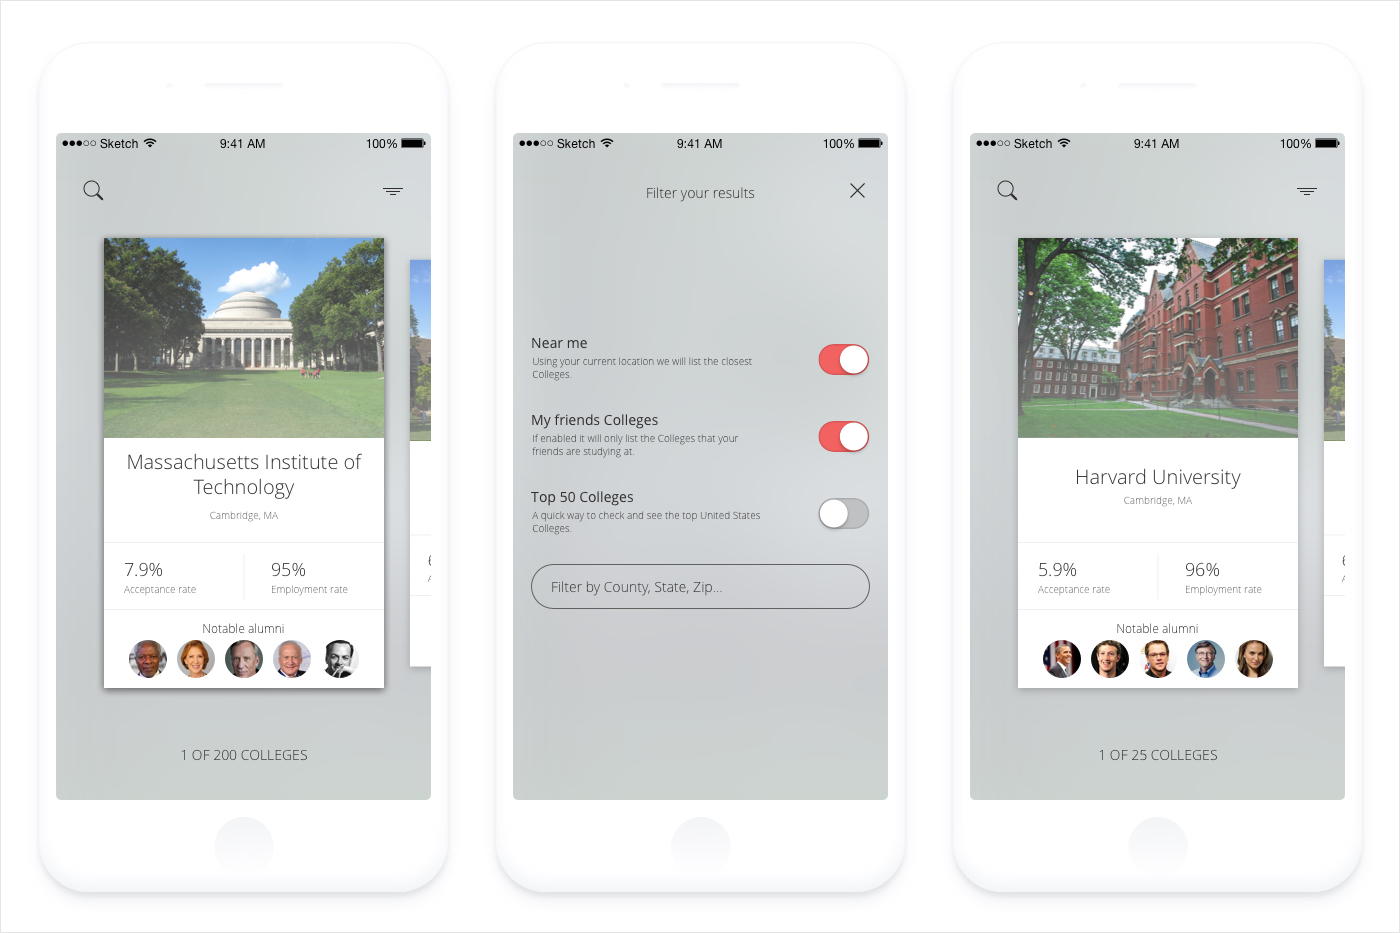 Sketch 9:41 AM 100%
Massachusetts Institute of
Technology
Cambridge, MA
7.9% 95%
Acceptance rate Employment rate
Notable alumni
1 OF 200 COLLEGES
Sketch 9:41 AM 100%
Filter your results
Near me
Using your current location we will list the closest
Colleges.
My friends Colleges
If enabled it will only list the Colleges that your
friends are studying at.
Top 50 Colleges
A quick way to check and see the top United States
Colleges.
Filter by County, State, Zip...
Sketch 9:41 AM 100%
Harvard University
Cambridge, MA
5.9% 96%
Acceptance rate Employment rate
Notable alumni
1 OF 25 COLLEGES